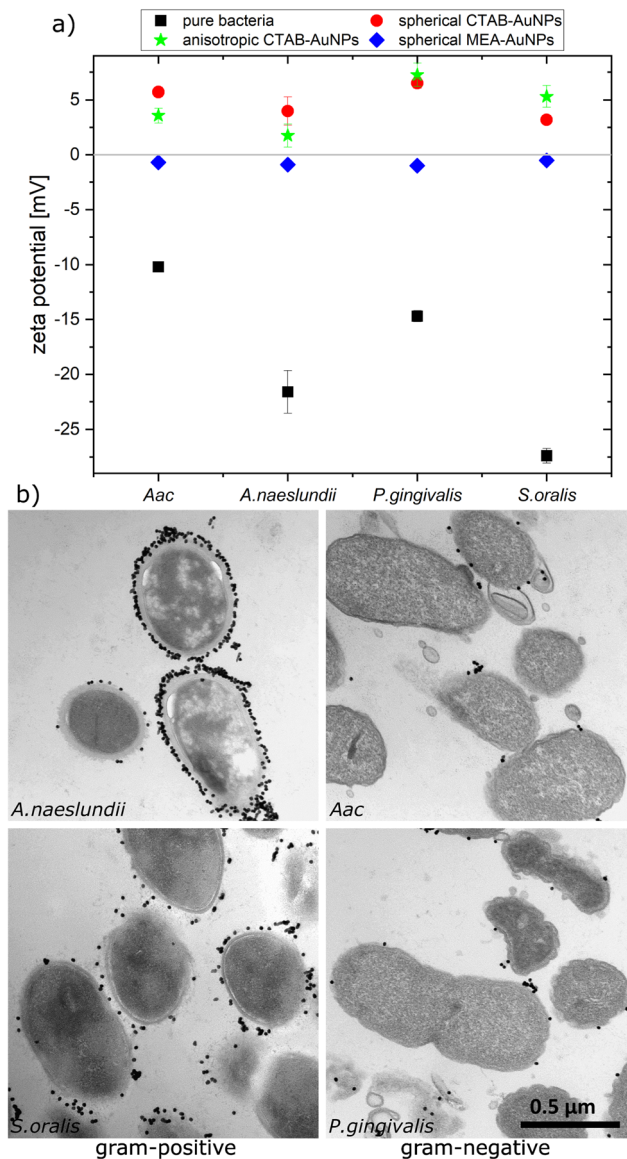 a)
pure bacteria
spherical CTAB-AuNPs
anisotropic CTAB-AuNPs
spherical MEA-AuNPs
zeta potential [mV]
5
0
-5
-10
-15
-20
-25
Aac
A.naeslundii
P.gingivalis
S.oralis
b)
A.naeslundii
Aac
S.oralis
P.gingivalis
0.5 µm
gram-positive
gram-negative